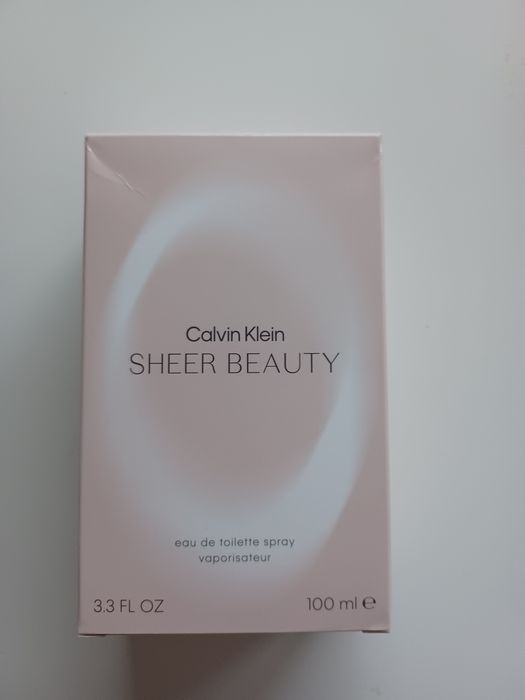 Calvin Klein
SHEER BEAUTY
eau de toilette spray
vaporisateur
3.3 FL OZ 100 ml ℮